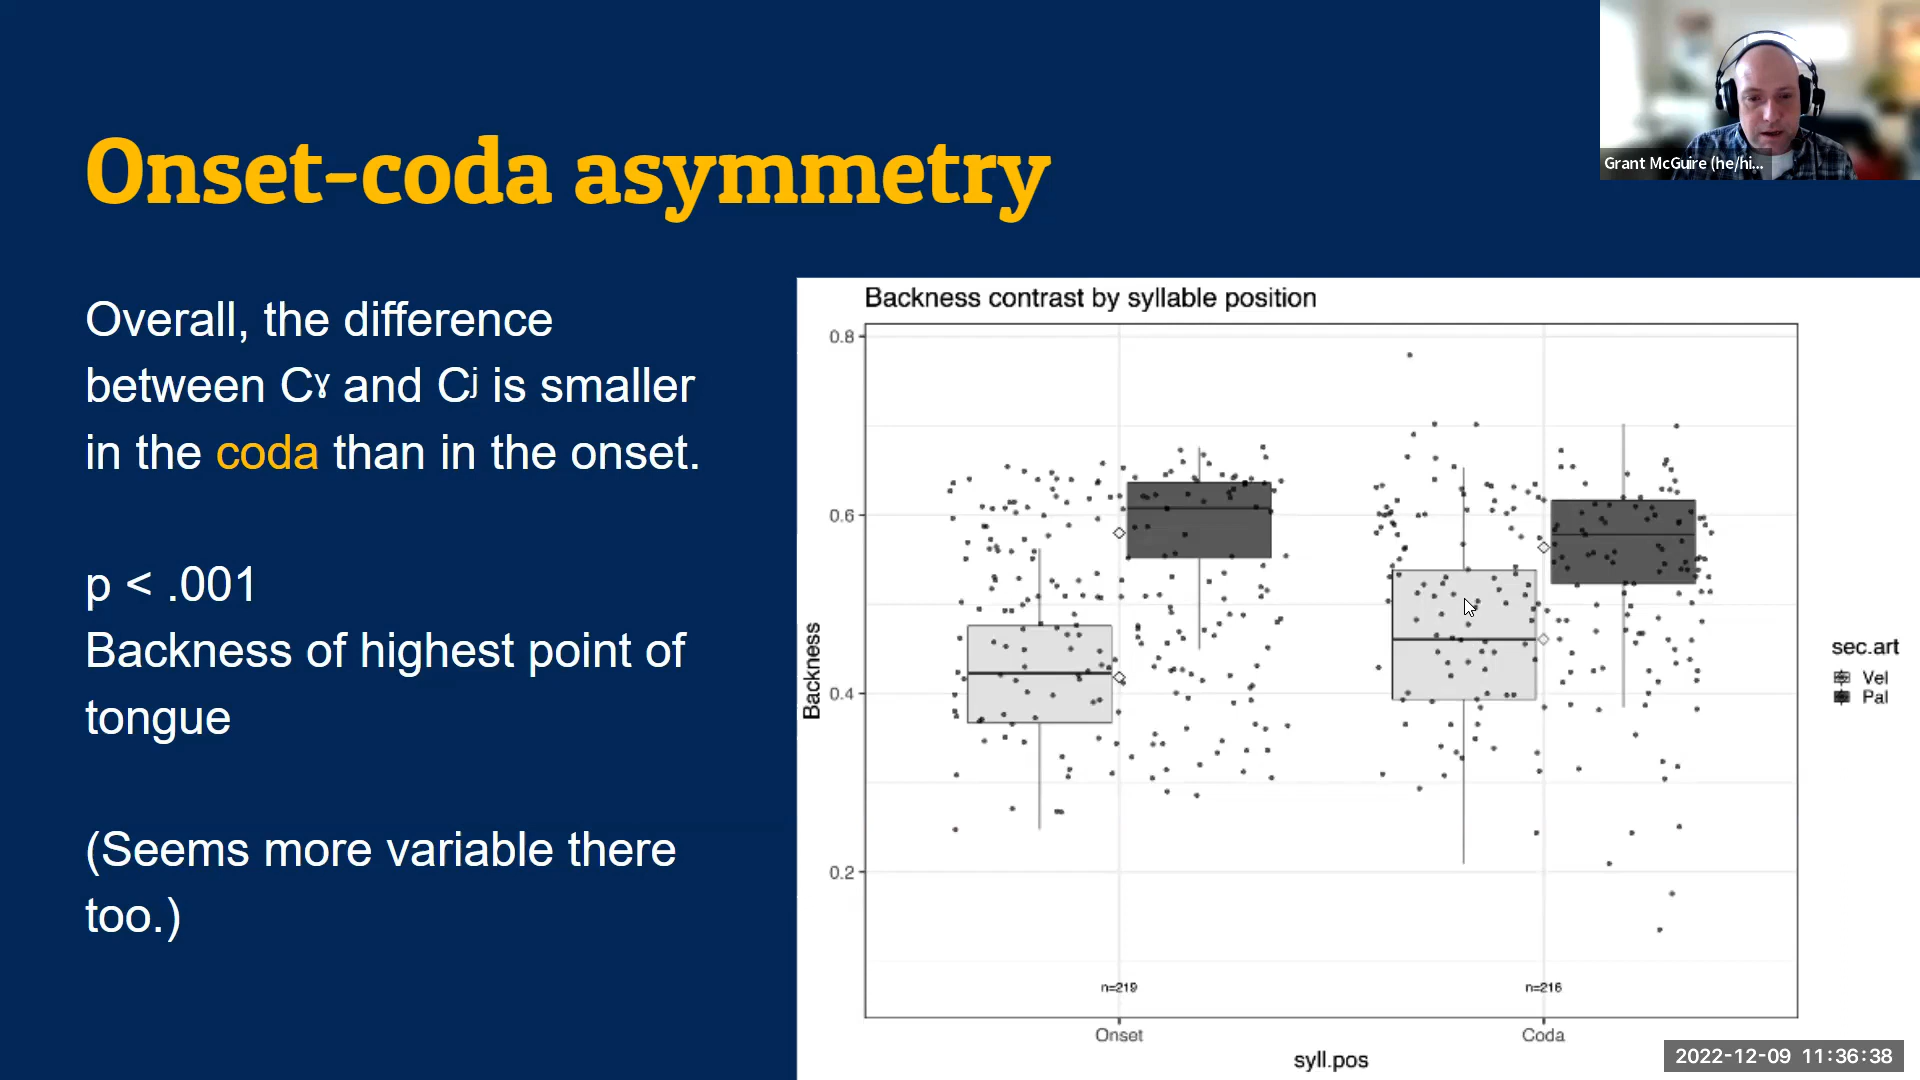 Onset-coda asymmetry
Grant McGuire (he/hi...
Overall, the difference
between Cˠ and Cʲ is smaller
in the coda than in the onset.
p < .001
Backness of highest point of
tongue
(Seems more variable there
too.)
Backness contrast by syllable position
0.8
0.6
0.4
0.2
Backness
n=219
n=216
Onset
Coda
syll.pos
sec.art
Vel
Pal
2022-12-09 11:36:38